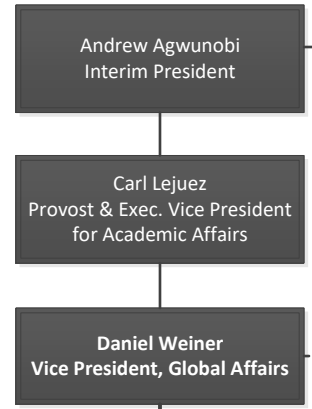 Andrew Agwunobi
Interim President
Carl Lejuez
Provost & Exec. Vice President
for Academic Affairs
Daniel Weiner
Vice President, Global Affairs